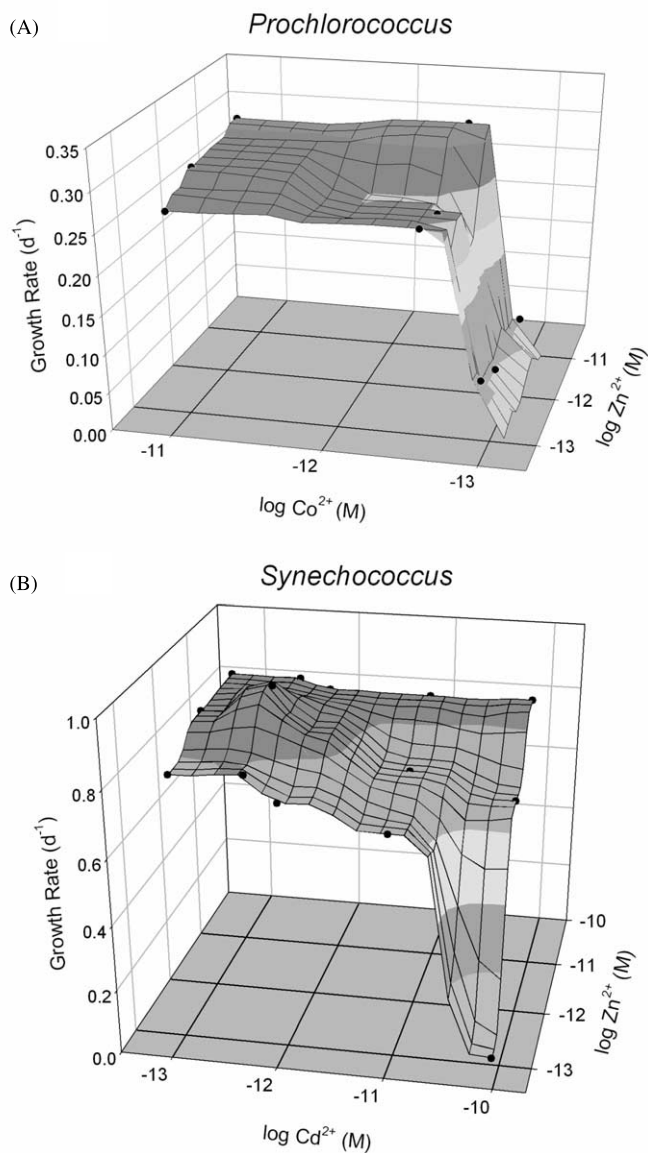 (A)
Prochlorococcus
0.35
0.30
0.25
0.20
0.15
0.10
0.05
0.00
Growth Rate (d⁻¹)
-11
-12
-13
log Co²⁺ (M)
-11
-12
-13
log Zn²⁺ (M)
(B)
Synechococcus
1.0
0.8
0.6
0.4
0.2
0.0
Growth Rate (d⁻¹)
-13
-12
-11
-10
log Cd²⁺ (M)
-10
-11
-12
-13
log Zn²⁺ (M)